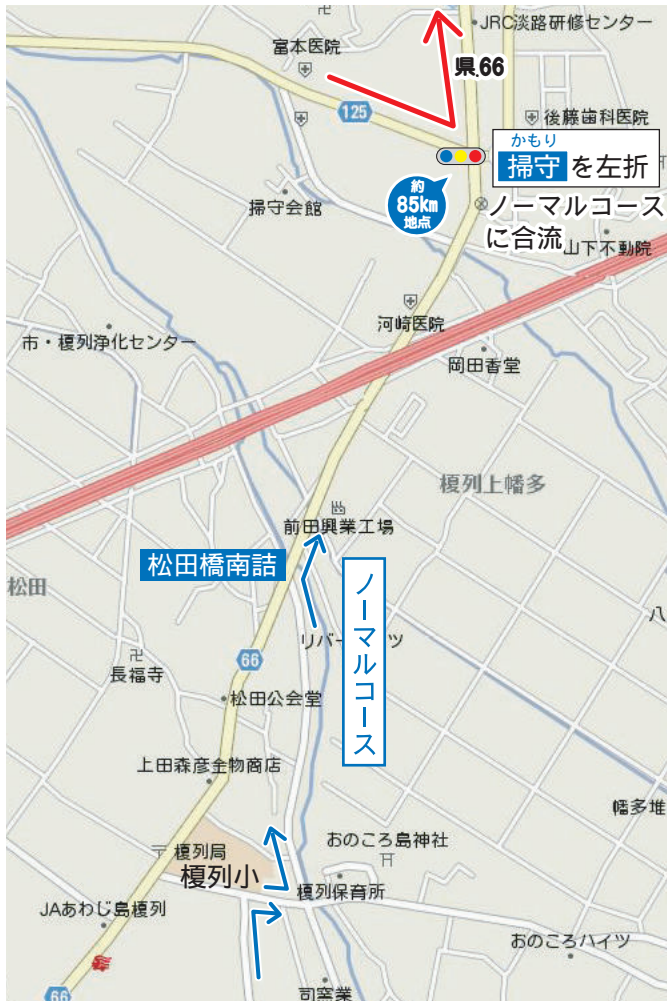 JRC淡路研修センター
富本医院
県66
125
後藤歯科医院
かもり
掃守を左折
約
85km
地点
掃守会館
ノーマルコース
に合流
山下不動院
河崎医院
市・榎列浄化センター
岡田香堂
榎列上幡多
前田興業工場
松田橋南詰
松田
ノーマルコース
八
66
長福寺
松田公会堂
上田森彦金物商店
幡多堆
おのころ島神社
榎列局
榎列小
榎列保育所
JAあわじ島榎列
おのころハイツ
66
司窯業